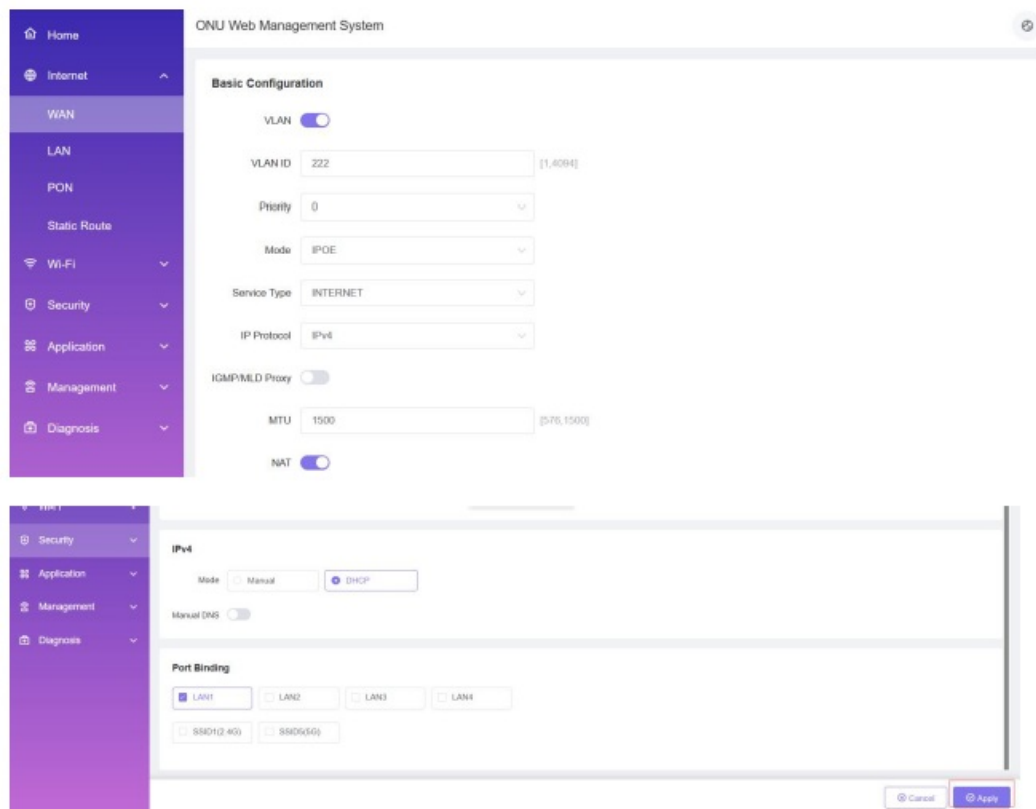 ONU Web Management System
Home
Internet
WAN
LAN
PON
Static Route
Wi-Fi
Security
Application
Management
Diagnosis
Basic Configuration
VLAN
VLAN ID 222 [1,4094]
Priority 0
Mode IPOE
Service Type INTERNET
IP Protocol IPv4
IGMP/MLD Proxy
MTU 1500 [576,1500]
NAT
Security
Application
Management
Diagnosis
IPv4
Mode Manual DHCP
Manual DNS
Port Binding
LAN1 LAN2 LAN3 LAN4
SSID1(2.4G) SSID5(5G)
Cancel Apply